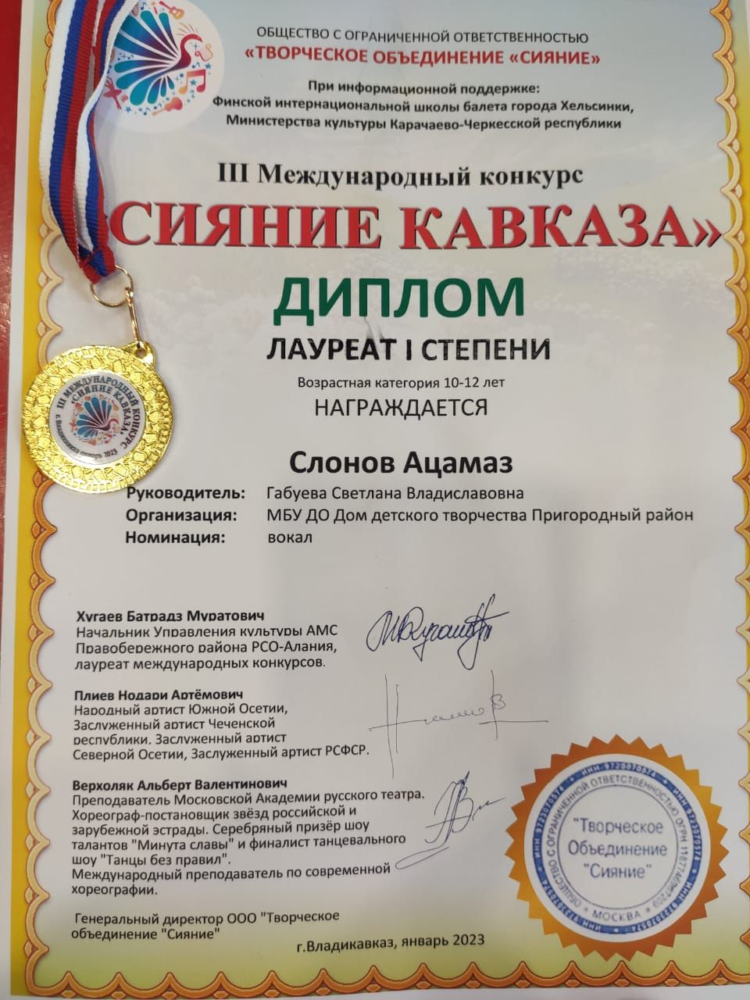 ОБЩЕСТВО С ОГРАНИЧЕННОЙ ОТВЕТСТВЕННОСТЬЮ
«ТВОРЧЕСКОЕ ОБЪЕДИНЕНИЕ «СИЯНИЕ»
При информационной поддержке:
Финской интернациональной школы балета города Хельсинки,
Министерства культуры Карачаево-Черкесской республики
III Международный конкурс
«СИЯНИЕ КАВКАЗА»
ДИПЛОМ
ЛАУРЕАТ I СТЕПЕНИ
Возрастная категория 10-12 лет
НАГРАЖДАЕТСЯ
III МЕЖДУНАРОДНЫЙ КОНКУРС
«СИЯНИЕ КАВКАЗА»
г. Владикавказ январь 2023
Слонов Ацамаз
Руководитель: Габуева Светлана Владиславовна
Организация: МБУ ДО Дом детского творчества Пригородный район
Номинация: вокал
Хугаев Батрадз Муратович
Начальник Управления культуры АМС
Правобережного района РСО-Алания,
лауреат международных конкурсов.
Плиев Нодари Артёмович
Народный артист Южной Осетии,
Заслуженный артист Чеченской
республики. Заслуженный артист
Северной Осетии, Заслуженный артист РСФСР.
Верхоляк Альберт Валентинович
Преподаватель Московской Академии русского театра.
Хореограф-постановщик звёзд российской и
зарубежной эстрады. Серебряный призёр шоу
талантов "Минута славы" и финалист танцевального
шоу "Танцы без правил".
Международный преподаватель по современной
хореографии.
Генеральный директор ООО "Творческое
объединение "Сияние"
г.Владикавказ, январь 2023
ИНН 9723070574
ОБЩЕСТВО С ОГРАНИЧЕННОЙ ОТВЕТСТВЕННОСТЬЮ ОГРН
"Творческое
Объединение
"Сияние"
МОСКВА